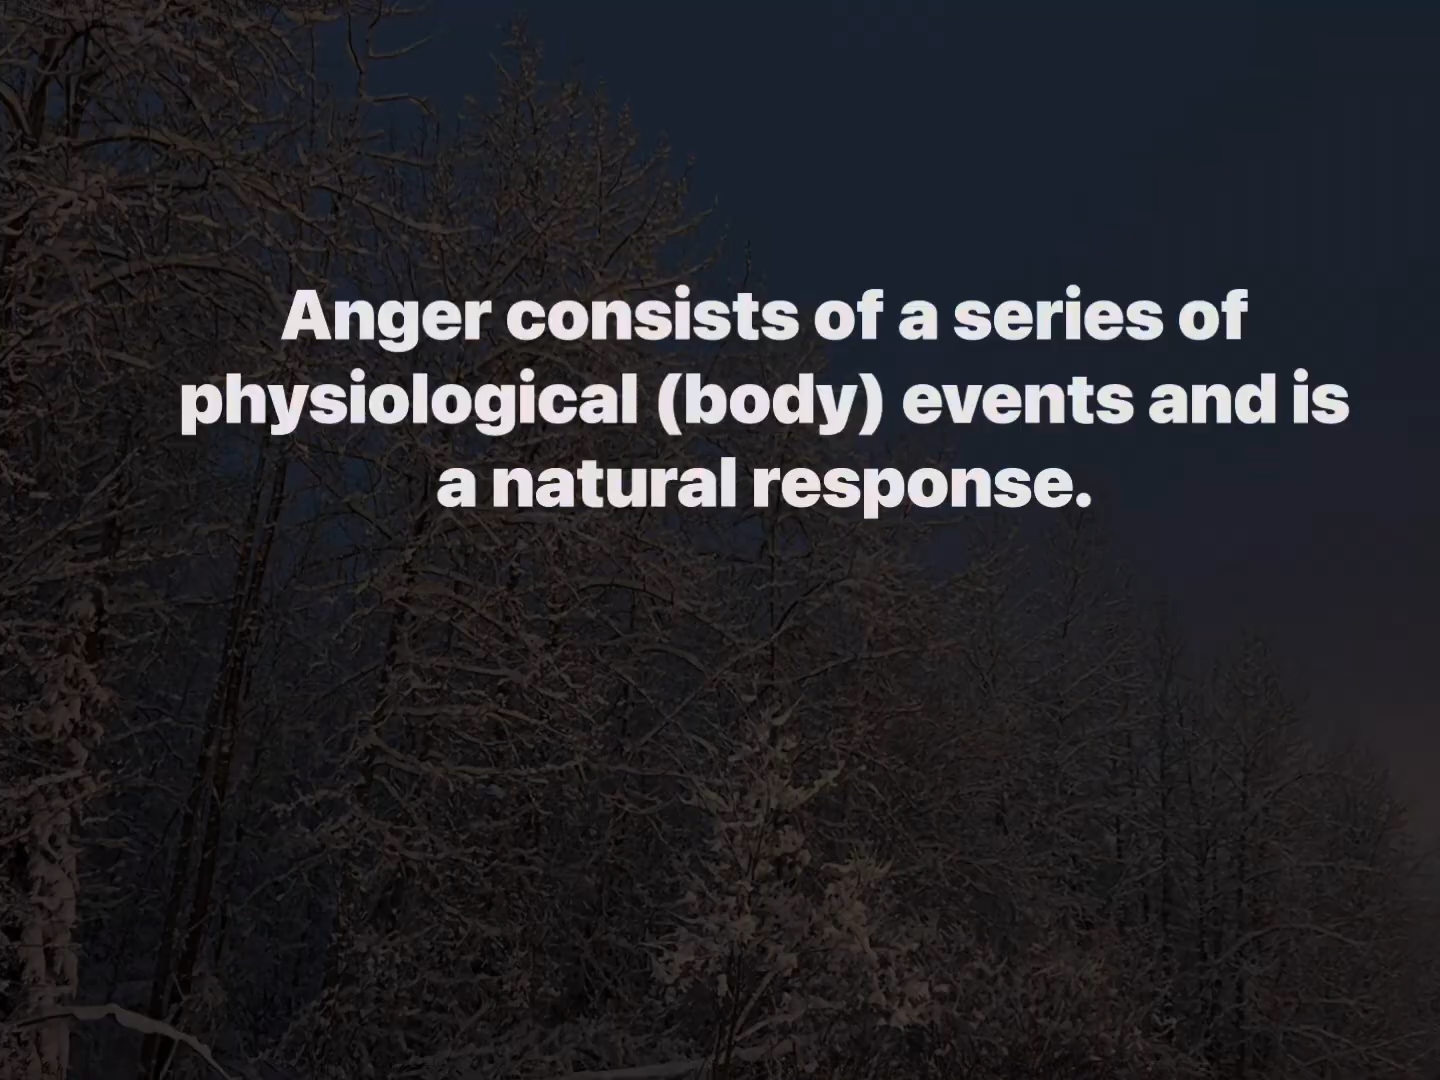 Anger consists of a series of
physiological (body) events and is
a natural response.